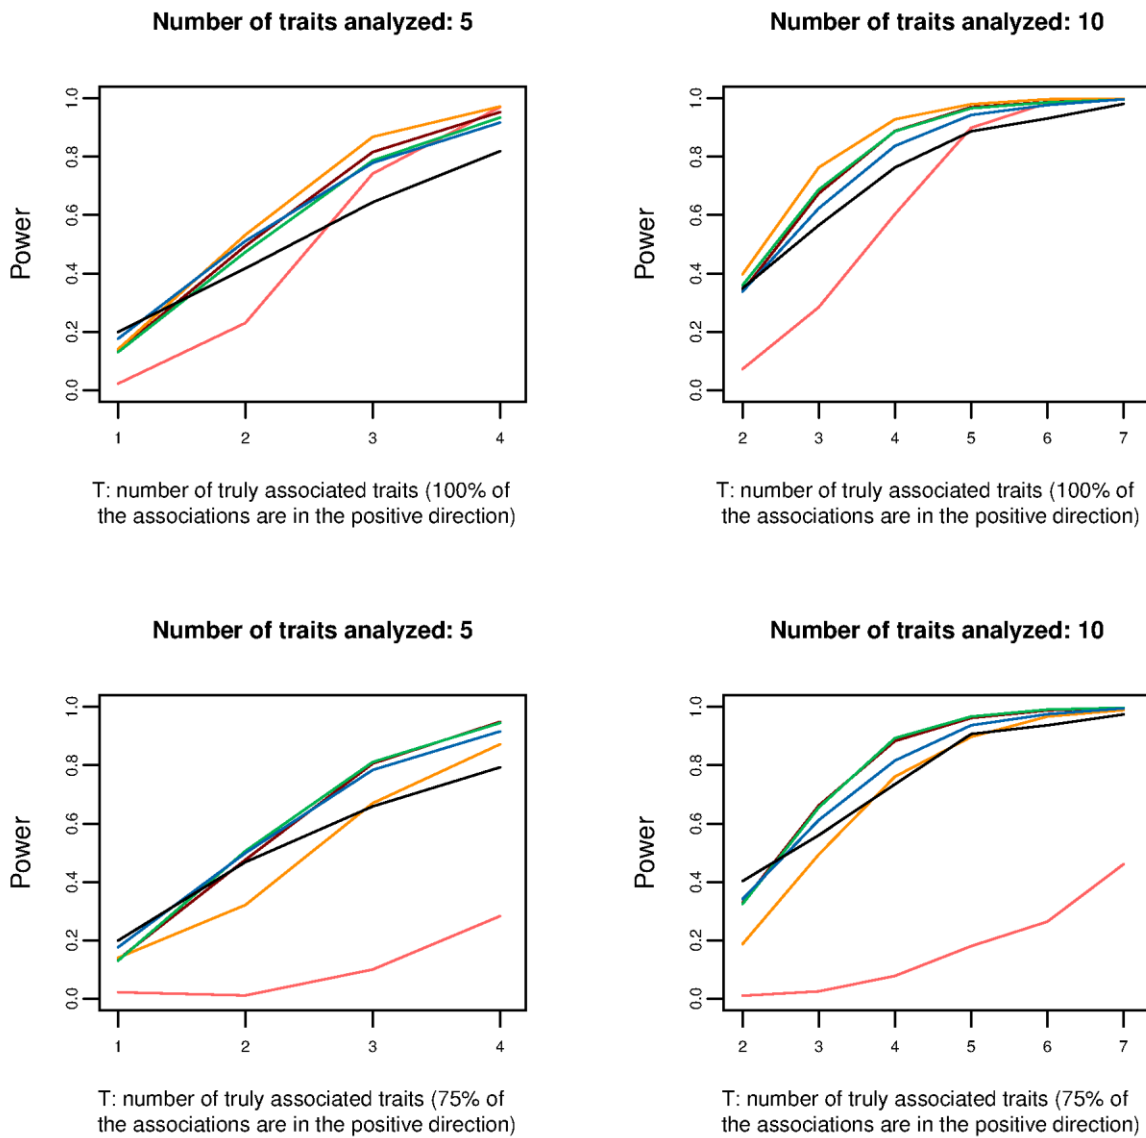 Number of traits analyzed: 5
Power
1.0
0.8
0.6
0.4
0.2
0.0
1 2 3 4
T: number of truly associated traits (100% of
the associations are in the positive direction)
Number of traits analyzed: 10
Power
1.0
0.8
0.6
0.4
0.2
0.0
2 3 4 5 6 7
T: number of truly associated traits (100% of
the associations are in the positive direction)
Number of traits analyzed: 5
Power
1.0
0.8
0.6
0.4
0.2
0.0
1 2 3 4
T: number of truly associated traits (75% of
the associations are in the positive direction)
Number of traits analyzed: 10
Power
1.0
0.8
0.6
0.4
0.2
0.0
2 3 4 5 6 7
T: number of truly associated traits (75% of
the associations are in the positive direction)